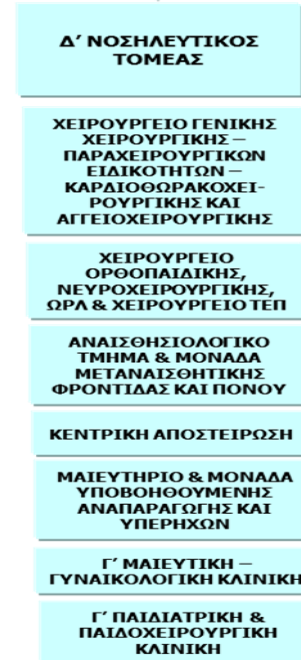 Δ΄ ΝΟΣΗΛΕΥΤΙΚΟΣ
ΤΟΜΕΑΣ
ΧΕΙΡΟΥΡΓΕΙΟ ΓΕΝΙΚΗΣ
ΧΕΙΡΟΥΡΓΙΚΗΣ –
ΠΑΡΑΧΕΙΡΟΥΡΓΙΚΩΝ
ΕΙΔΙΚΟΤΗΤΩΝ –
ΚΑΡΔΙΟΘΩΡΑΚΟΧΕΙ-
ΡΟΥΡΓΙΚΗΣ ΚΑΙ
ΑΓΓΕΙΟΧΕΙΡΟΥΡΓΙΚΗΣ
ΧΕΙΡΟΥΡΓΕΙΟ
ΟΡΘΟΠΑΙΔΙΚΗΣ,
ΝΕΥΡΟΧΕΙΡΟΥΡΓΙΚΗΣ,
ΩΡΛ & ΧΕΙΡΟΥΡΓΕΙΟ ΤΕΠ
ΑΝΑΙΣΘΗΣΙΟΛΟΓΙΚΟ
ΤΜΗΜΑ & ΜΟΝΑΔΑ
ΜΕΤΑΝΑΙΣΘΗΤΙΚΗΣ
ΦΡΟΝΤΙΔΑΣ ΚΑΙ ΠΟΝΟΥ
ΚΕΝΤΡΙΚΗ ΑΠΟΣΤΕΙΡΩΣΗ
ΜΑΙΕΥΤΗΡΙΟ & ΜΟΝΑΔΑ
ΥΠΟΒΟΗΘΟΥΜΕΝΗΣ
ΑΝΑΠΑΡΑΓΩΓΗΣ ΚΑΙ
ΥΠΕΡΗΧΩΝ
Γ΄ ΜΑΙΕΥΤΙΚΗ –
ΓΥΝΑΙΚΟΛΟΓΙΚΗ ΚΛΙΝΙΚΗ
Γ΄ ΠΑΙΔΙΑΤΡΙΚΗ &
ΠΑΙΔΟΧΕΙΡΟΥΡΓΙΚΗ
ΚΛΙΝΙΚΗ